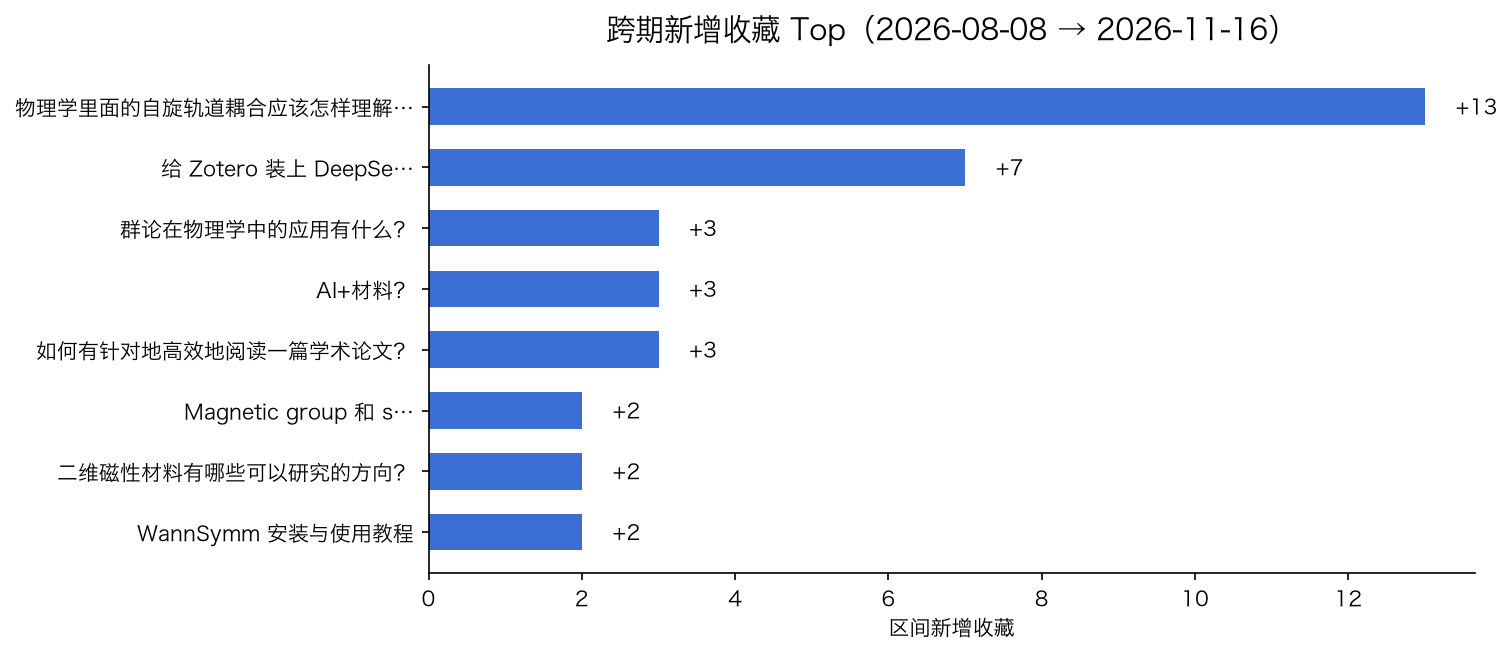 跨期新增收藏 Top（2026-08-08 → 2026-11-16）
物理学里面的自旋轨道耦合应该怎样理解… +13
给 Zotero 装上 DeepSe… +7
群论在物理学中的应用有什么？ +3
AI+材料？ +3
如何有针对地高效地阅读一篇学术论文？ +3
Magnetic group 和 s… +2
二维磁性材料有哪些可以研究的方向？ +2
WannSymm 安装与使用教程 +2
0 2 4 6 8 10 12
区间新增收藏